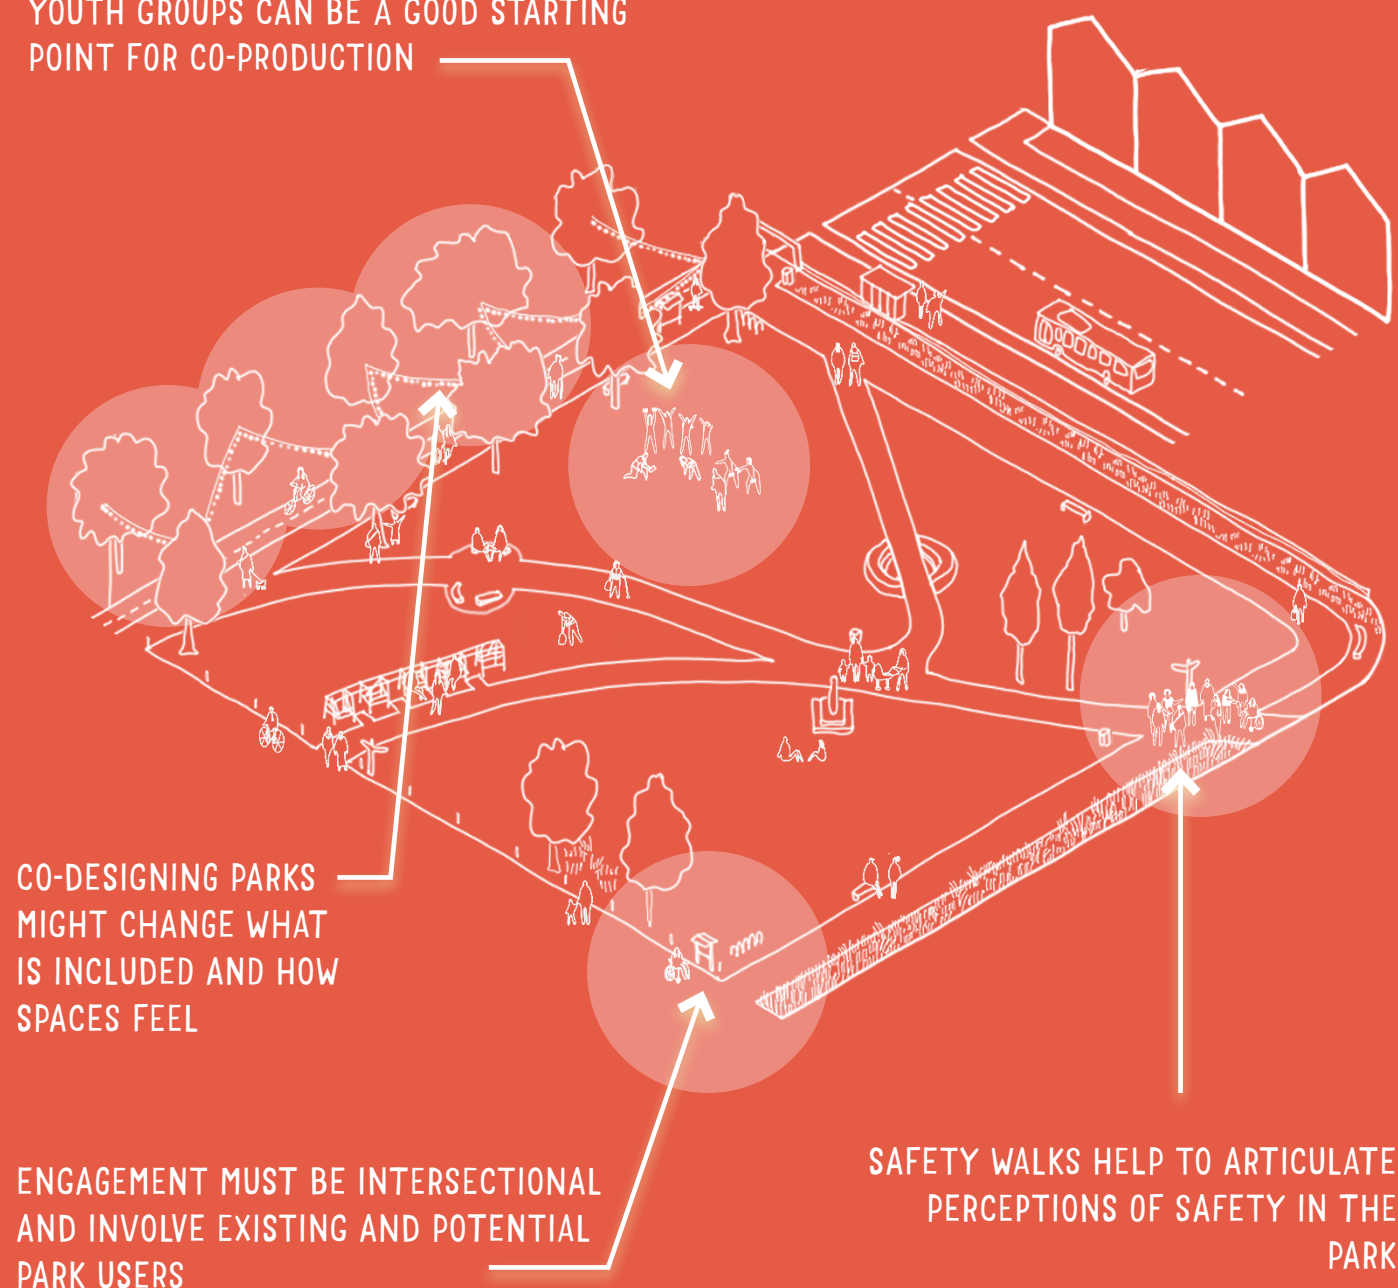 YOUTH GROUPS CAN BE A GOOD STARTING
POINT FOR CO-PRODUCTION
CO-DESIGNING PARKS
MIGHT CHANGE WHAT
IS INCLUDED AND HOW
SPACES FEEL
ENGAGEMENT MUST BE INTERSECTIONAL
AND INVOLVE EXISTING AND POTENTIAL
PARK USERS
SAFETY WALKS HELP TO ARTICULATE
PERCEPTIONS OF SAFETY IN THE
PARK